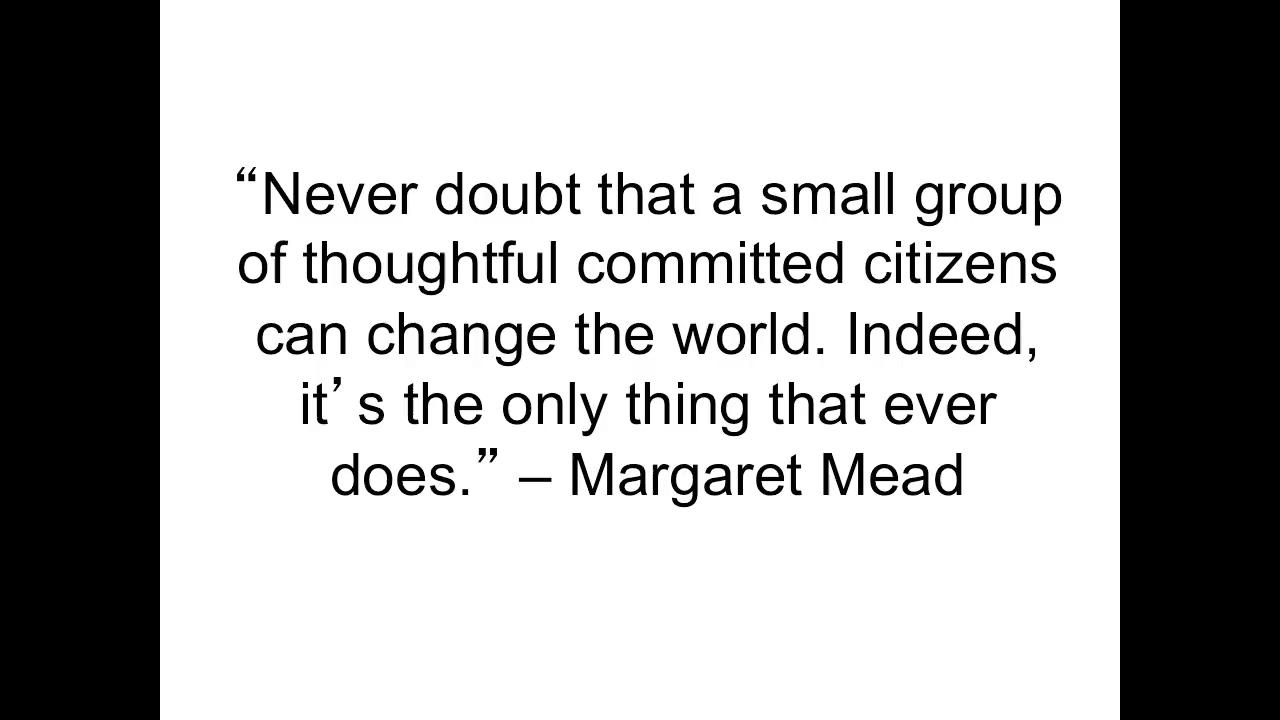 “Never doubt that a small group
of thoughtful committed citizens
can change the world. Indeed,
it’s the only thing that ever
does.” – Margaret Mead